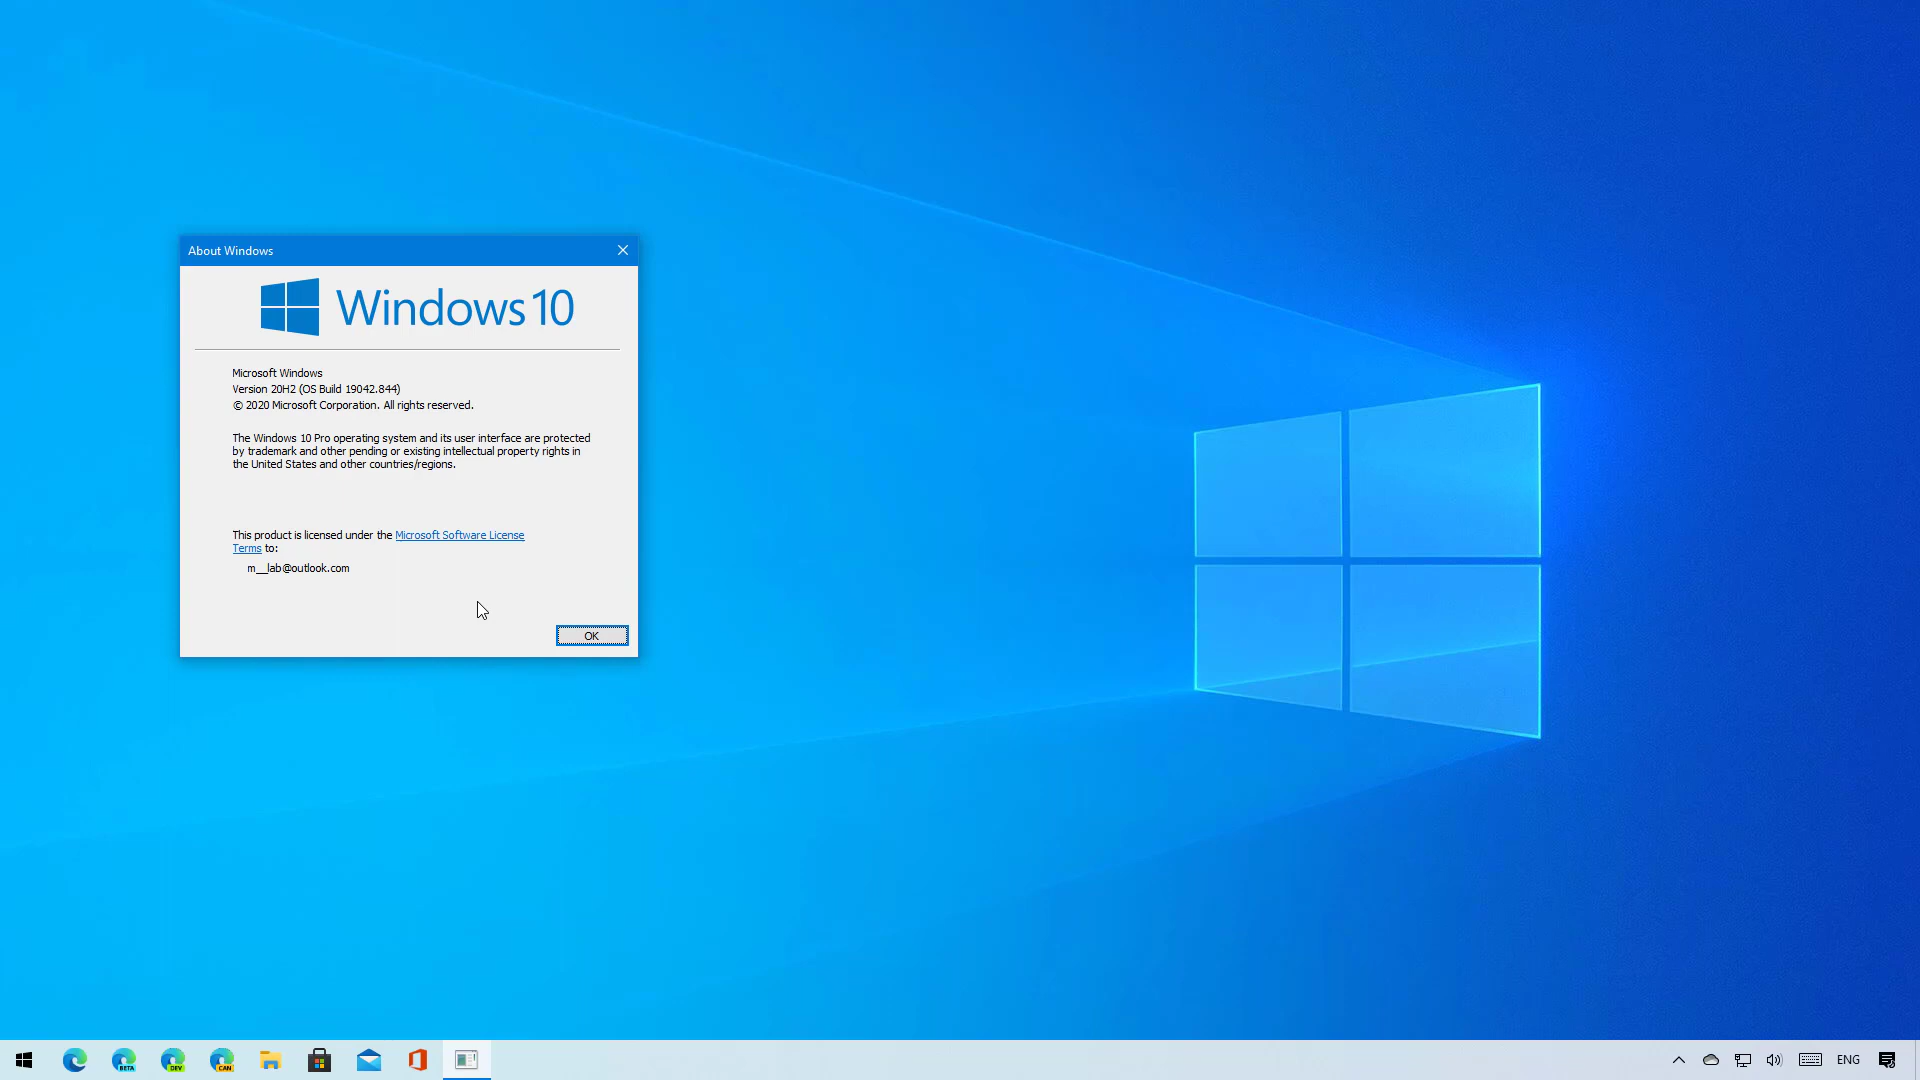 About Windows
Windows 10
Microsoft Windows
Version 20H2 (OS Build 19042.844)
© 2020 Microsoft Corporation. All rights reserved.
The Windows 10 Pro operating system and its user interface are protected
by trademark and other pending or existing intellectual property rights in
the United States and other countries/regions.
This product is licensed under the Microsoft Software License
Terms to:
m__lab@outlook.com
OK
BETA
DEV
CAN
ENG